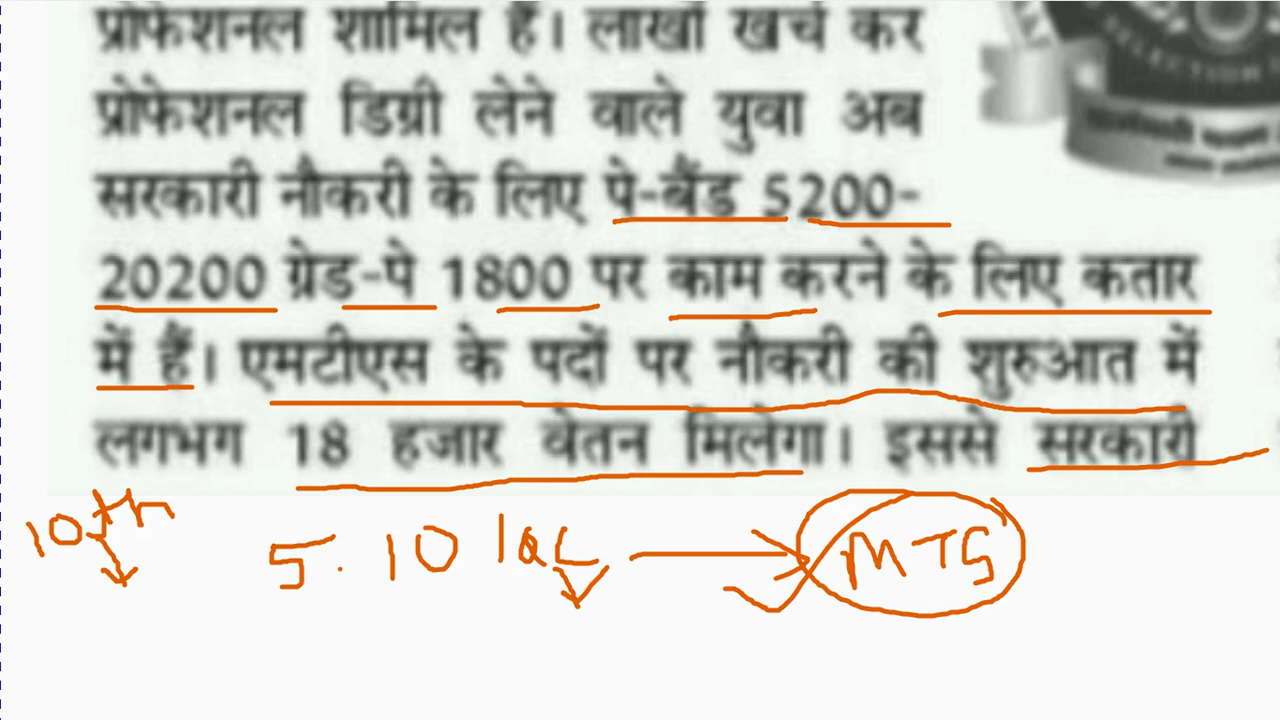 प्रोफेशनल शामिल हैं। लाखों खर्च कर
प्रोफेशनल डिग्री लेने वाले युवा अब
सरकारी नौकरी के लिए पे-बैंड 5200-
20200 ग्रेड-पे 1800 पर काम करने के लिए कतार
में हैं। एमटीएस के पदों पर नौकरी की शुरुआत में
लगभग 18 हजार वेतन मिलेगा। इससे सरकारी
SELECTION
10th
5.10 lac
MTS